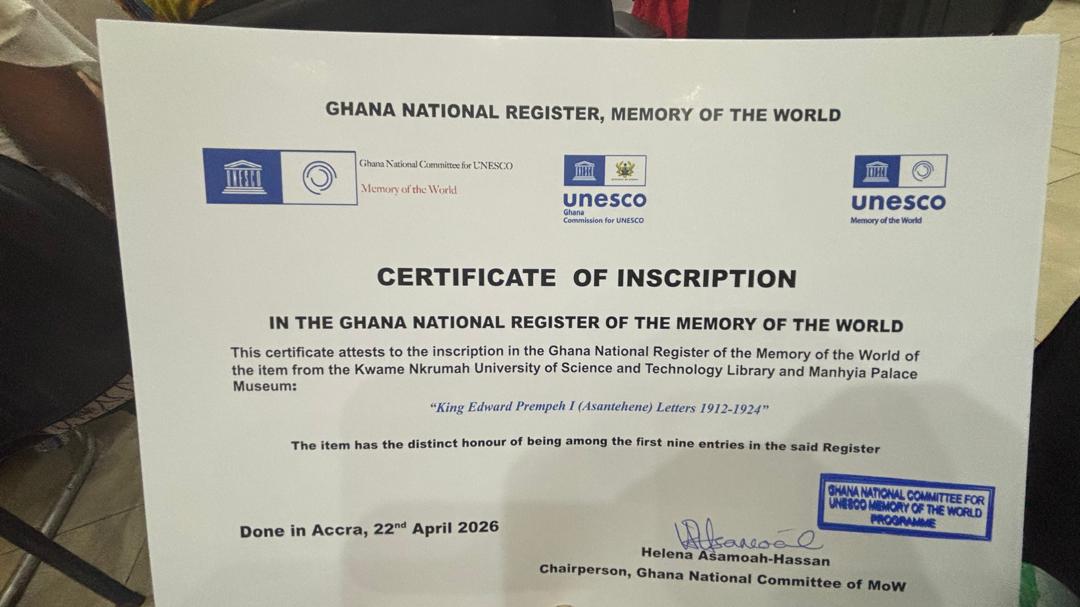 GHANA NATIONAL REGISTER, MEMORY OF THE WORLD
UNESCO
Ghana National Committee for UNESCO
Memory of the World
unesco
Ghana
Commission for UNESCO
unesco
Memory of the World
CERTIFICATE OF INSCRIPTION
IN THE GHANA NATIONAL REGISTER OF THE MEMORY OF THE WORLD
This certificate attests to the inscription in the Ghana National Register of the Memory of the World of
the item from the Kwame Nkrumah University of Science and Technology Library and Manhyia Palace
Museum:
“King Edward Prempeh I (Asantehene) Letters 1912-1924”
The item has the distinct honour of being among the first nine entries in the said Register
GHANA NATIONAL COMMITTEE FOR
UNESCO MEMORY OF THE WORLD
PROGRAMME
Done in Accra, 22nd April 2026
Helena Asamoah-Hassan
Chairperson, Ghana National Committee of MoW